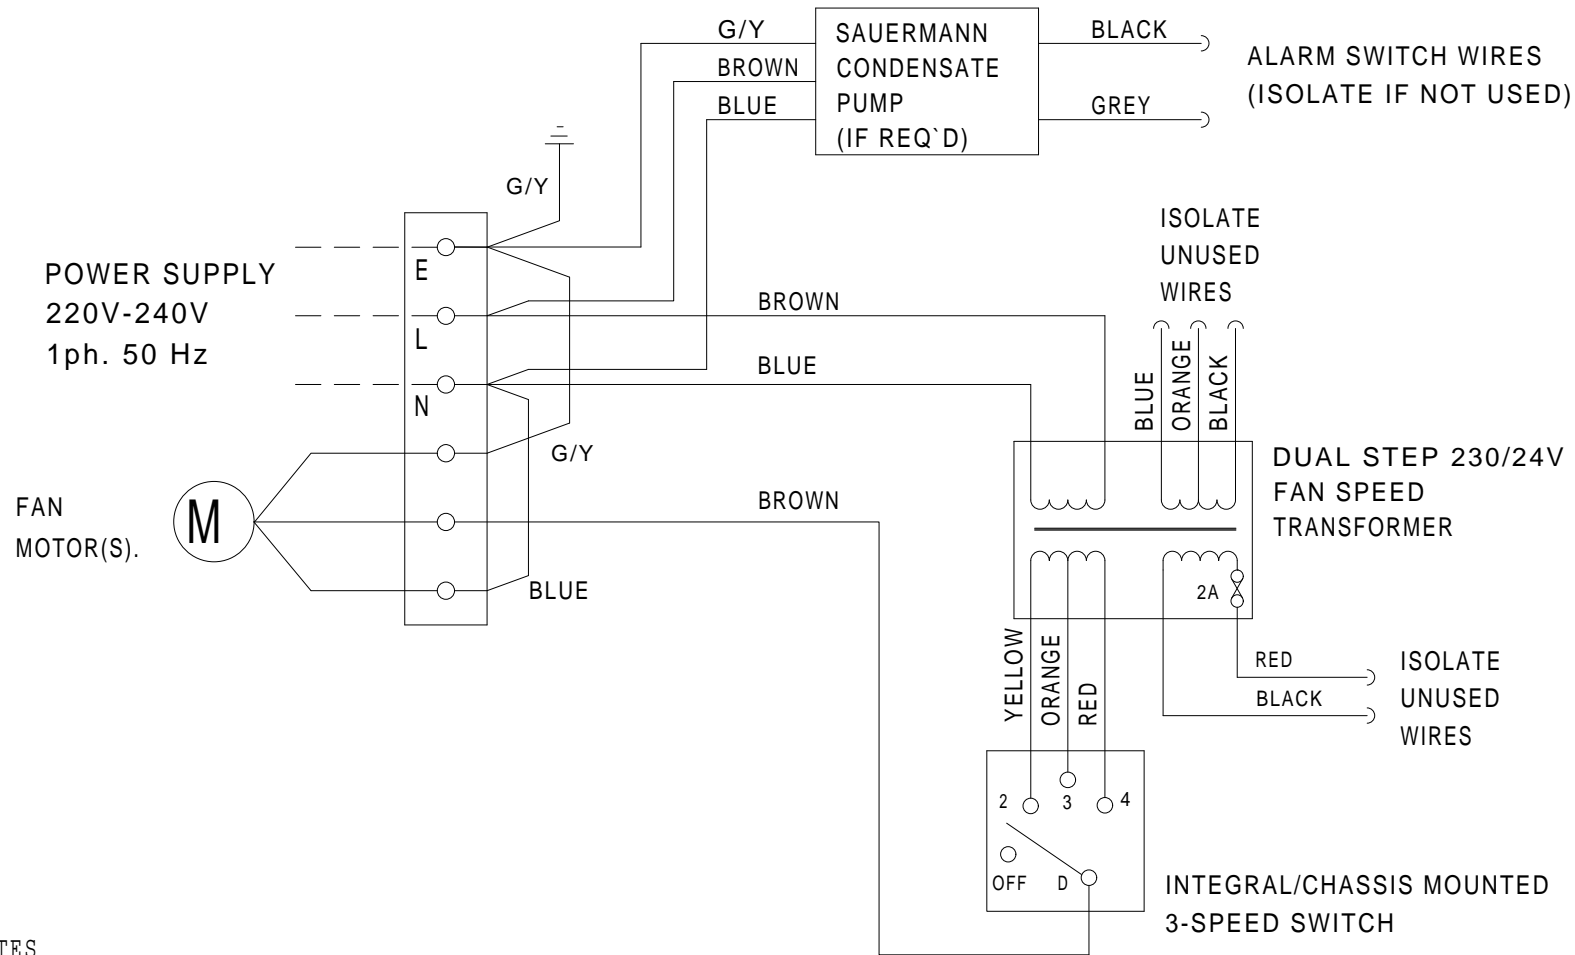 G/Y
BROWN
BLUE
SAUERMANN
CONDENSATE
PUMP
(IF REQ`D)
BLACK
GREY
ALARM SWITCH WIRES
(ISOLATE IF NOT USED)
G/Y
POWER SUPPLY
220V-240V
1ph. 50 Hz
E
L
N
BROWN
BLUE
ISOLATE
UNUSED
WIRES
BLUE
ORANGE
BLACK
G/Y
BROWN
BLUE
FAN
MOTOR(S).
M
DUAL STEP 230/24V
FAN SPEED
TRANSFORMER
2A
YELLOW
ORANGE
RED
RED
BLACK
ISOLATE
UNUSED
WIRES
2
3
4
OFF
D
INTEGRAL/CHASSIS MOUNTED
3-SPEED SWITCH